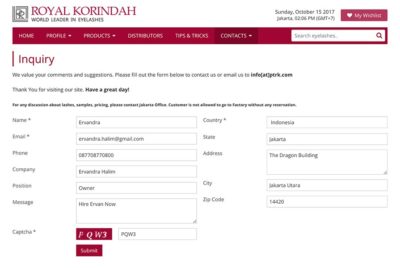 ROYAL KORINDAH
WORLD LEADER IN EYELASHES
Sunday, October 15 2017
Jakarta, 02:06 PM (GMT+7)
My Wishlist
HOME PROFILE PRODUCTS DISTRIBUTORS TIPS & TRICKS CONTACTS Search eyelashes.
Inquiry
We value your comments and suggestions. Please fill out the form below to contact us or email us to info[at]ptrk.com
Thank You for visiting our site. Have a great day!
For any discussion about lashes, samples, pricing, please contact Jakarta Office. Customer is not allowed to go to Factory without any reservation.
Name * Ervandra
Country * Indonesia
Email * ervandra.halim@gmail.com
State Jakarta
Phone 087708770800
Address The Dragon Building
Company Ervandra Halim
Position Owner
City Jakarta Utara
Message Hire Ervan Now
Zip Code 14420
Captcha * PQW3 PQW3
Submit